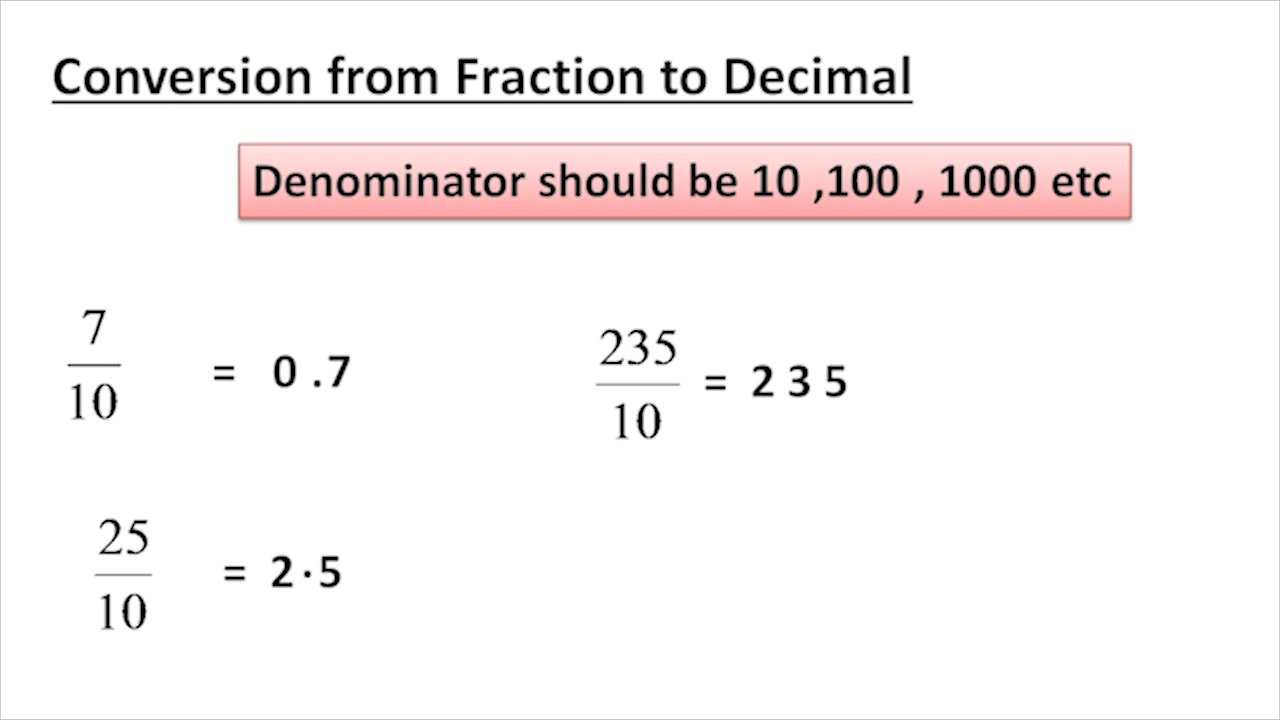 Conversion from Fraction to Decimal
Denominator should be 10 ,100 , 1000 etc
7
10
= 0 .7
235
10
= 2 3 5
25
10
= 2·5